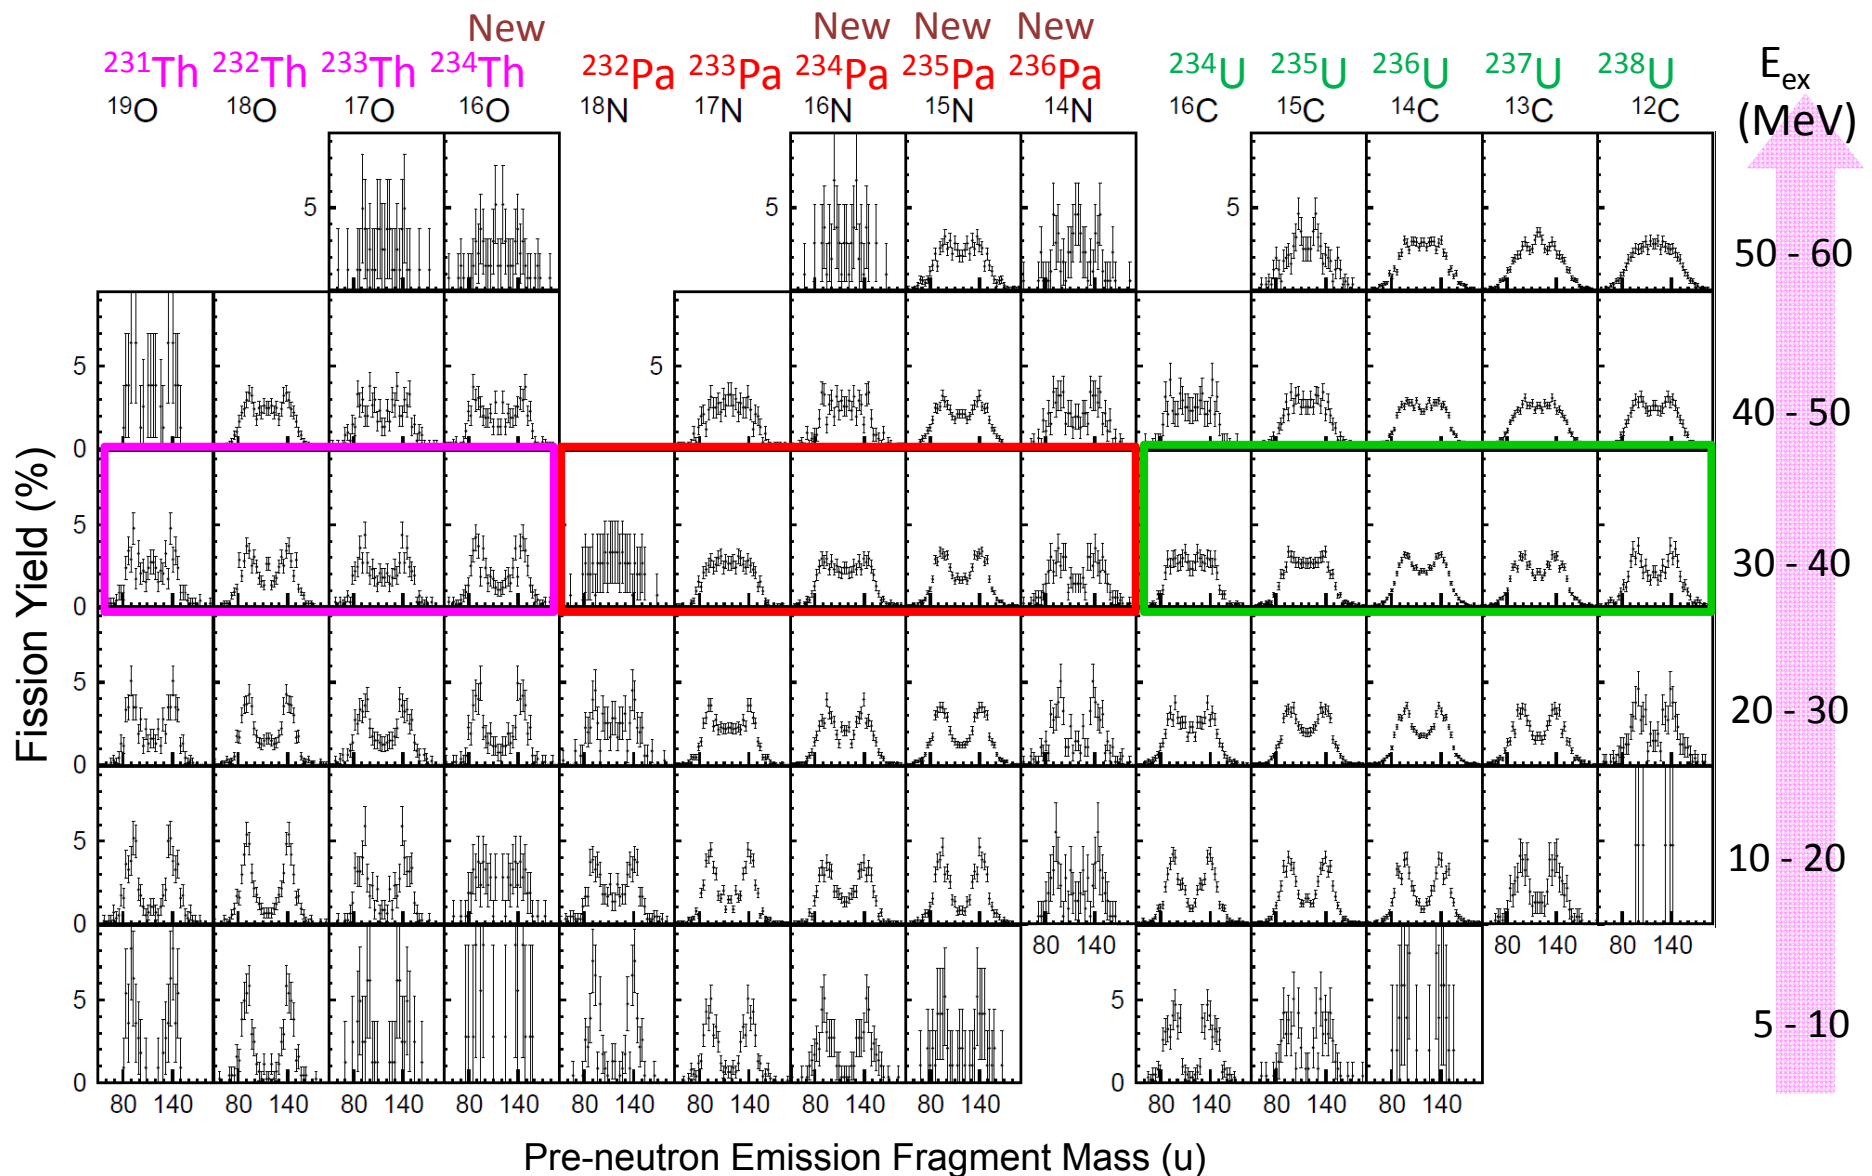 New New New New
231Th 232Th 233Th 234Th 232Pa 233Pa 234Pa 235Pa 236Pa 234U 235U 236U 237U 238U Eex
19O 18O 17O 16O 18N 17N 16N 15N 14N 16C 15C 14C 13C 12C (MeV)
5 5 5
50 - 60
5 5
40 - 50
0
5
30 - 40
0
5
20 - 30
0
5
10 - 20
0
80 140 80 140 80 140
5 5
5 - 10
0 0
80 140 80 140 80 140 80 140 80 140 80 140 80 140 80 140 80 140 80 140 80 140
Fission Yield (%)
Pre-neutron Emission Fragment Mass (u)